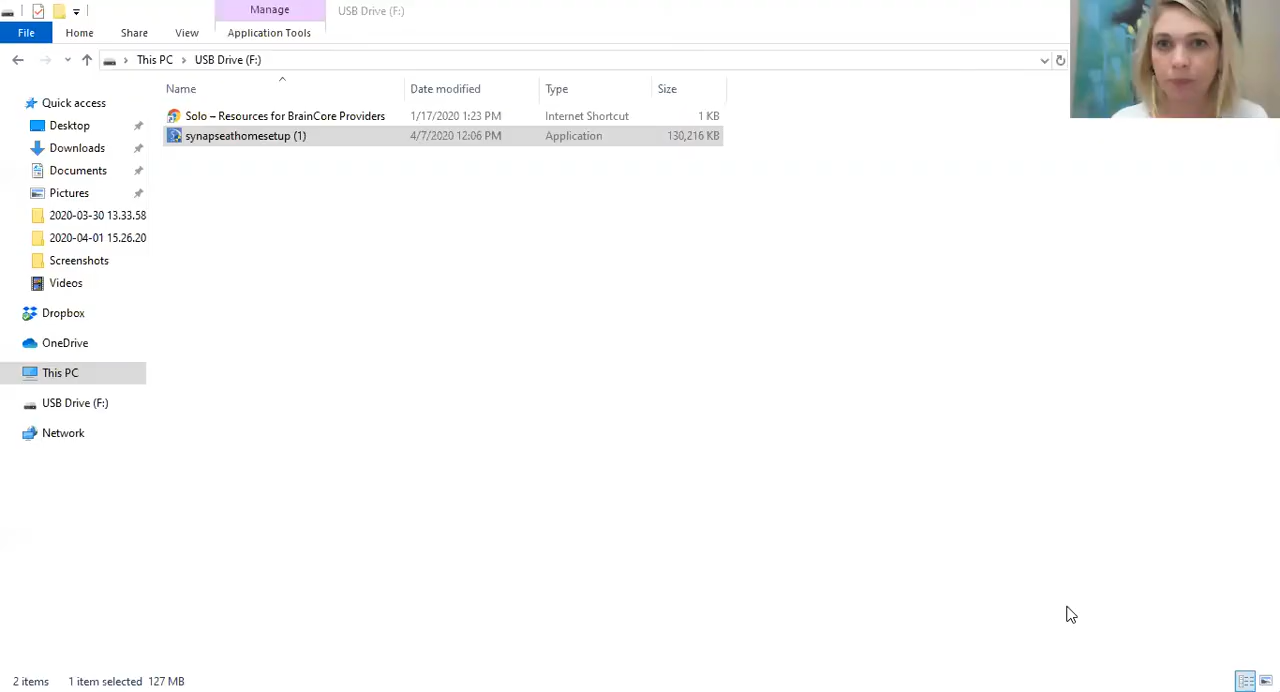 Manage
USB Drive (F:)
File
Home
Share
View
Application Tools
This PC
USB Drive (F:)
Name
Date modified
Type
Size
Quick access
Desktop
Downloads
Documents
Pictures
2020-03-30 13.33.58
2020-04-01 15.26.20
Screenshots
Videos
Dropbox
OneDrive
This PC
USB Drive (F:)
Network
Solo – Resources for BrainCore Providers 1/17/2020 1:23 PM Internet Shortcut 1 KB
synapseathomesetup (1) 4/7/2020 12:06 PM Application 130,216 KB
2 items 1 item selected 127 MB